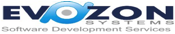 EVOZON
SYSTEMS
Software Development Services